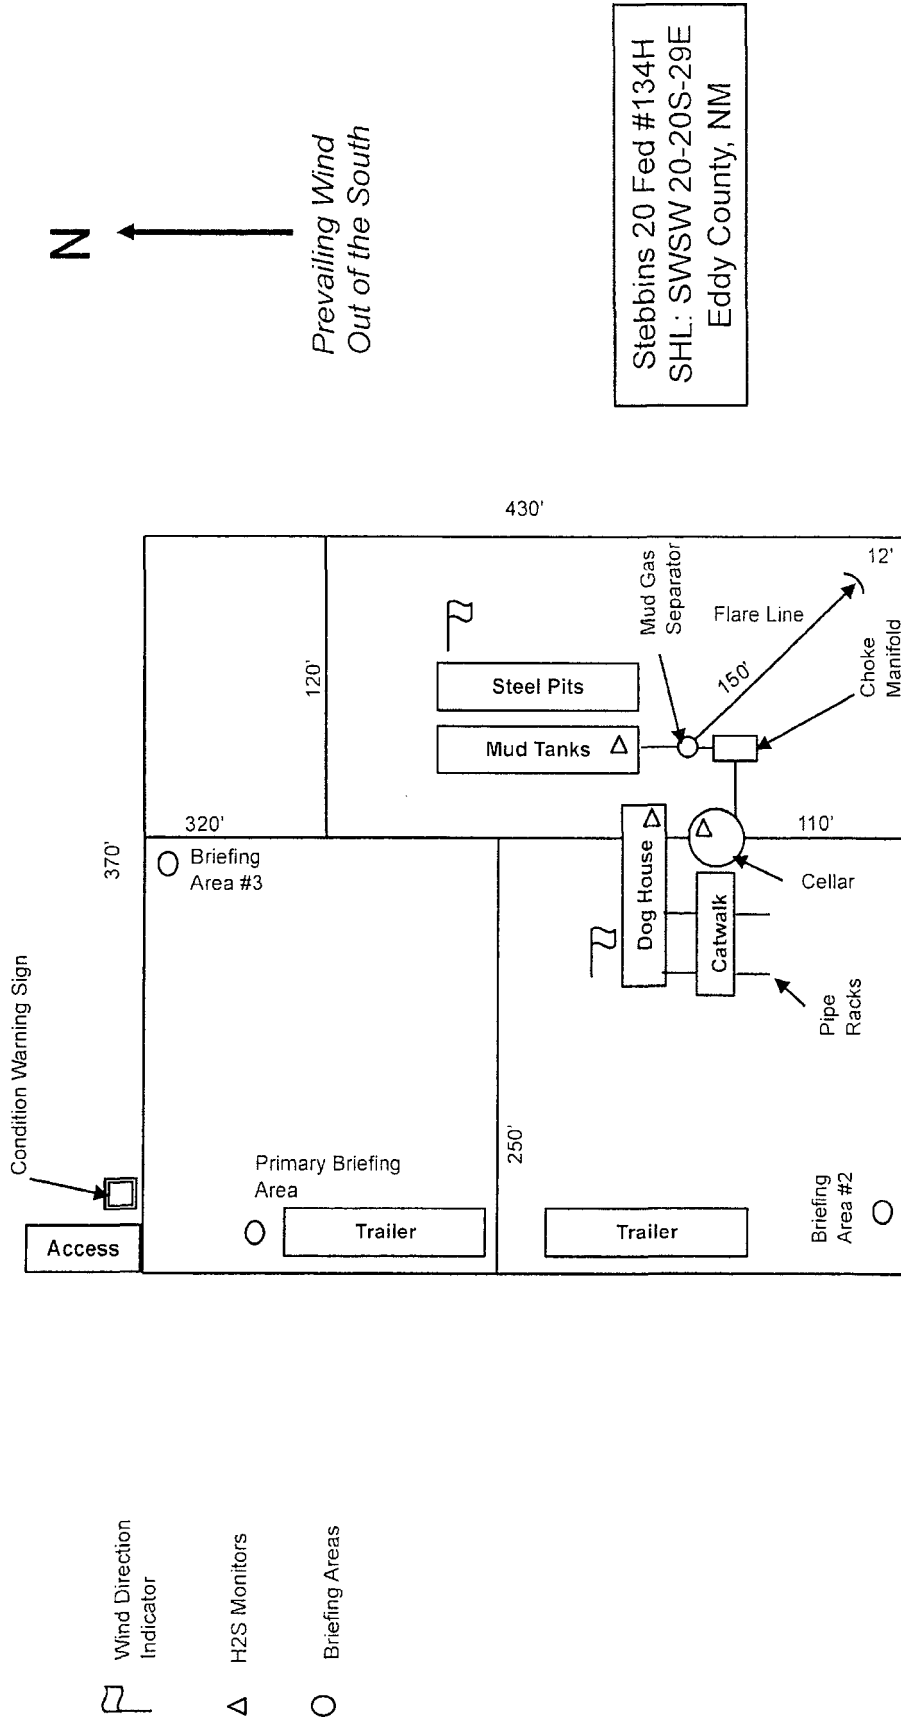 N
Prevailing Wind
Out of the South
Stebbins 20 Fed #134H
SHL: SWSW 20-20S-29E
Eddy County, NM
Condition Warning Sign
Access
370'
430'
320'
120'
Briefing
Area #3
Primary Briefing
Area
Trailer
250'
Trailer
Briefing
Area #2
Steel Pits
Mud Tanks
Mud Gas
Separator
Flare Line
150'
12'
Choke
Manifold
110'
Cellar
Dog House
Catwalk
Pipe
Racks
Wind Direction
Indicator
H2S Monitors
Briefing Areas